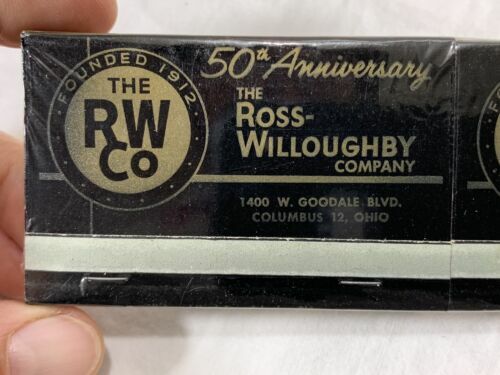 FOUNDED 1912
THE
RW
Co
50th Anniversary
THE
ROSS-
WILLOUGHBY
COMPANY
1400 W. GOODALE BLVD.
COLUMBUS 12, OHIO